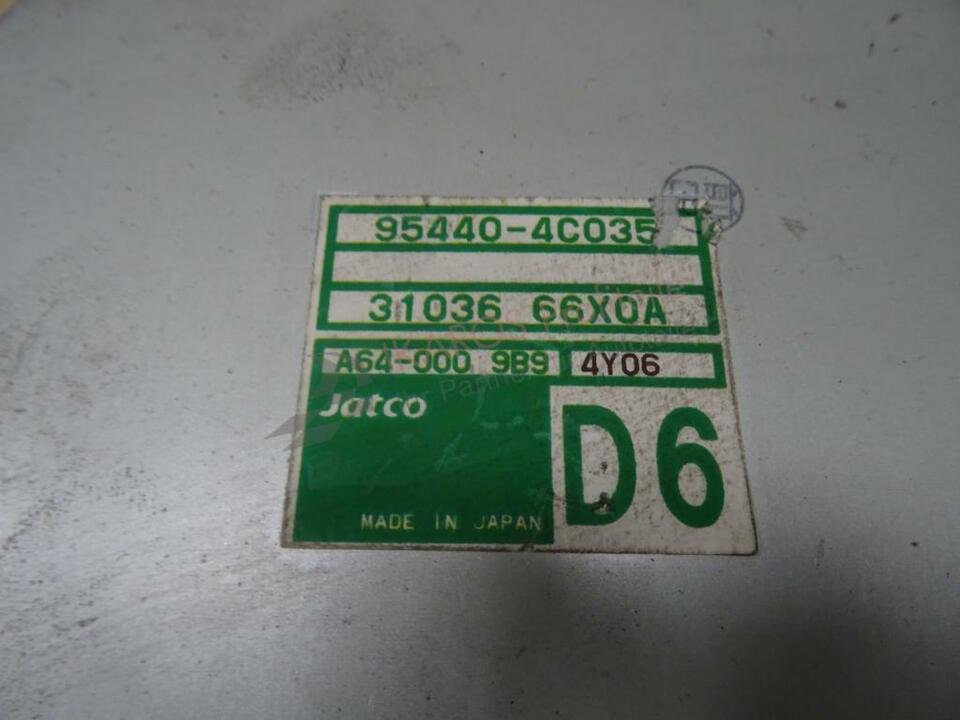 95440-4C035
31036 66X0A
A64-000 9B9 4Y06
Jatco
D6
MADE IN JAPAN